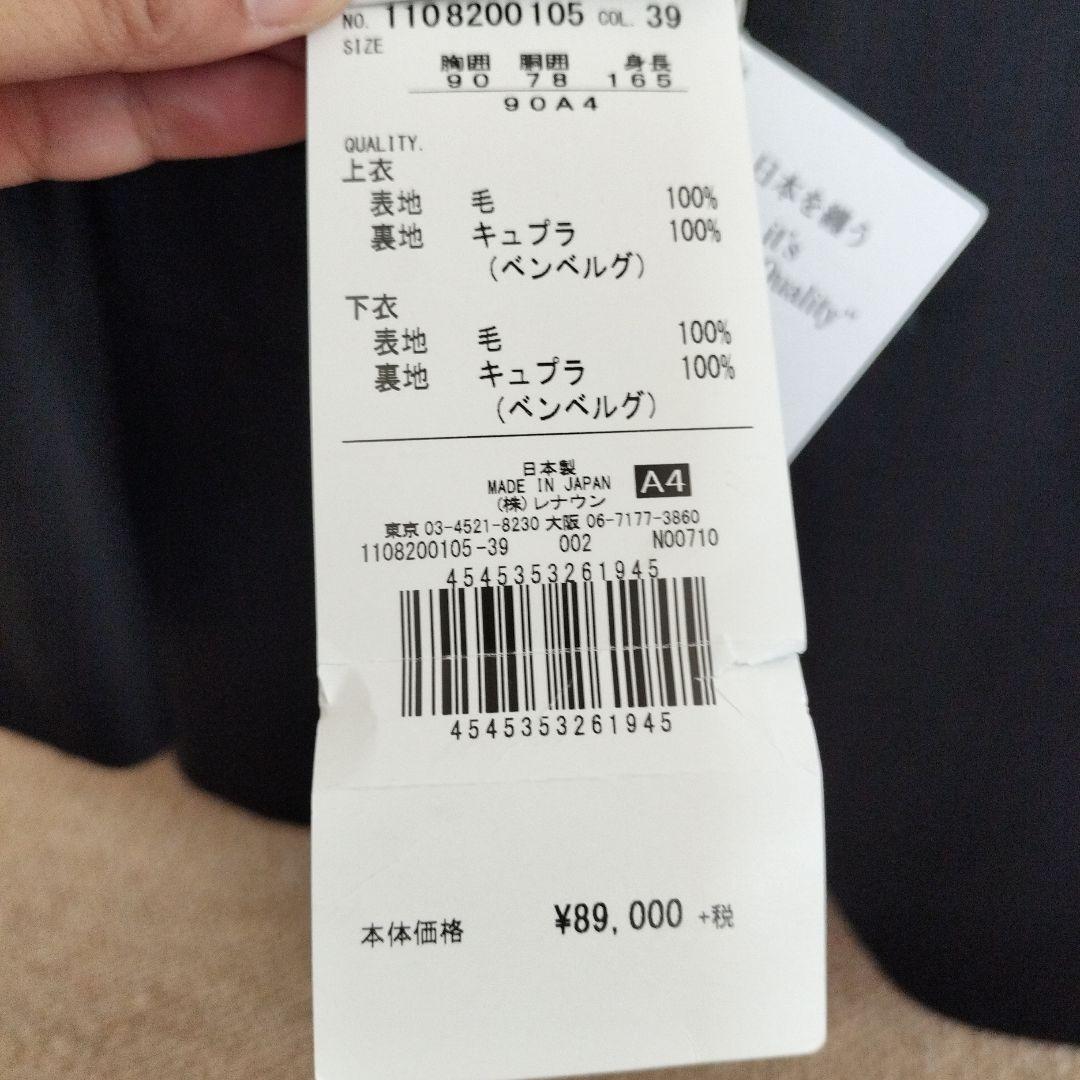 NO. 1108200105 COL. 39
SIZE
胸囲 胴囲 身長
90 78 165
90A4
QUALITY.
上衣
表地 毛 100%
裏地 キュプラ 100%
(ベンベルグ)
下衣
表地 毛 100%
裏地 キュプラ 100%
(ベンベルグ)
日本製
MADE IN JAPAN A4
(株)レナウン
東京 03-4521-8230 大阪 06-7177-3860
1108200105-39 002 N00710
4545353261945
4545353261945
本体価格 ¥89,000 +税
日本を纏う
it's
Quality"